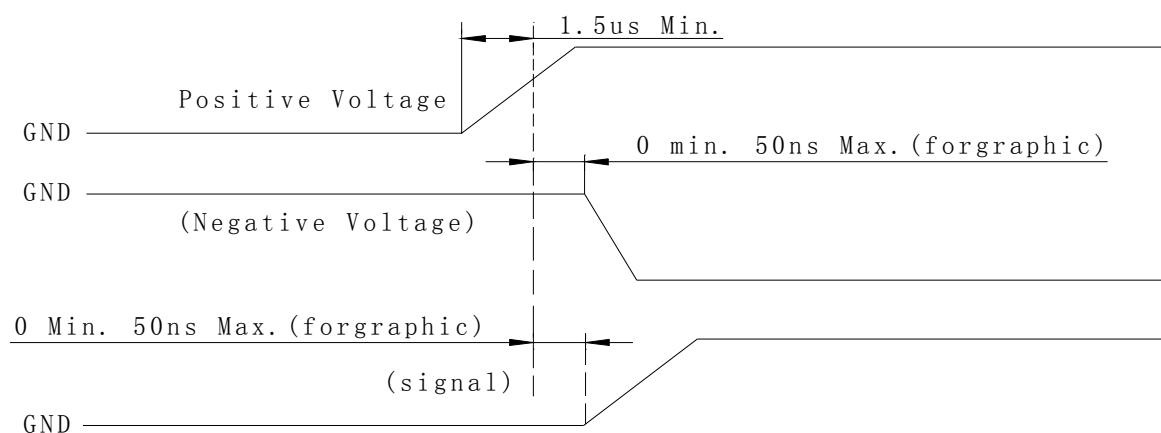 1.5us Min.
Positive Voltage
GND
0 min. 50ns Max.(forgraphic)
GND
(Negative Voltage)
0 Min. 50ns Max.(forgraphic)
(signal)
GND